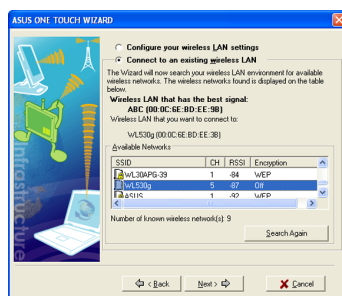 ASUS ONE TOUCH WIZARD
Configure your wireless LAN settings
Connect to an existing wireless LAN
The Wizard will now search your wireless LAN environment for available
wireless networks. The wireless networks found is displayed on the table
below.
Wireless LAN that has the best signal:
ABC (00:0C:6E:BD:EE:9B)
Wireless LAN that you want to connect to:
WL530g (00:0C:6E:BD:EE:3B)
Available Networks
SSID CH RSSI Encryption
WL30APG-39 1 -84 WEP
WL530g 5 -87 Off
ASUS 1 -92 WEP
Number of known wireless network(s): 9
Search Again
< Back
Next >
Cancel
Infrastructure